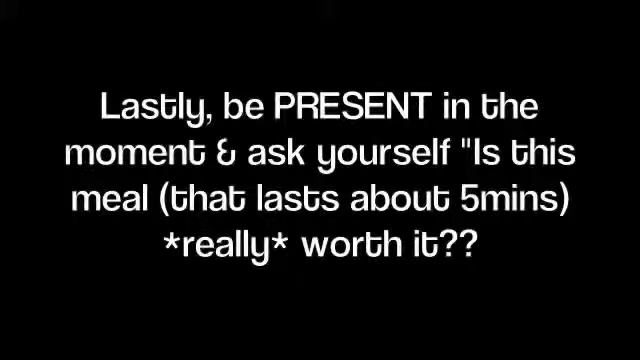 Lastly, be PRESENT in the
moment & ask yourself "Is this
meal (that lasts about 5mins)
*really* worth it??